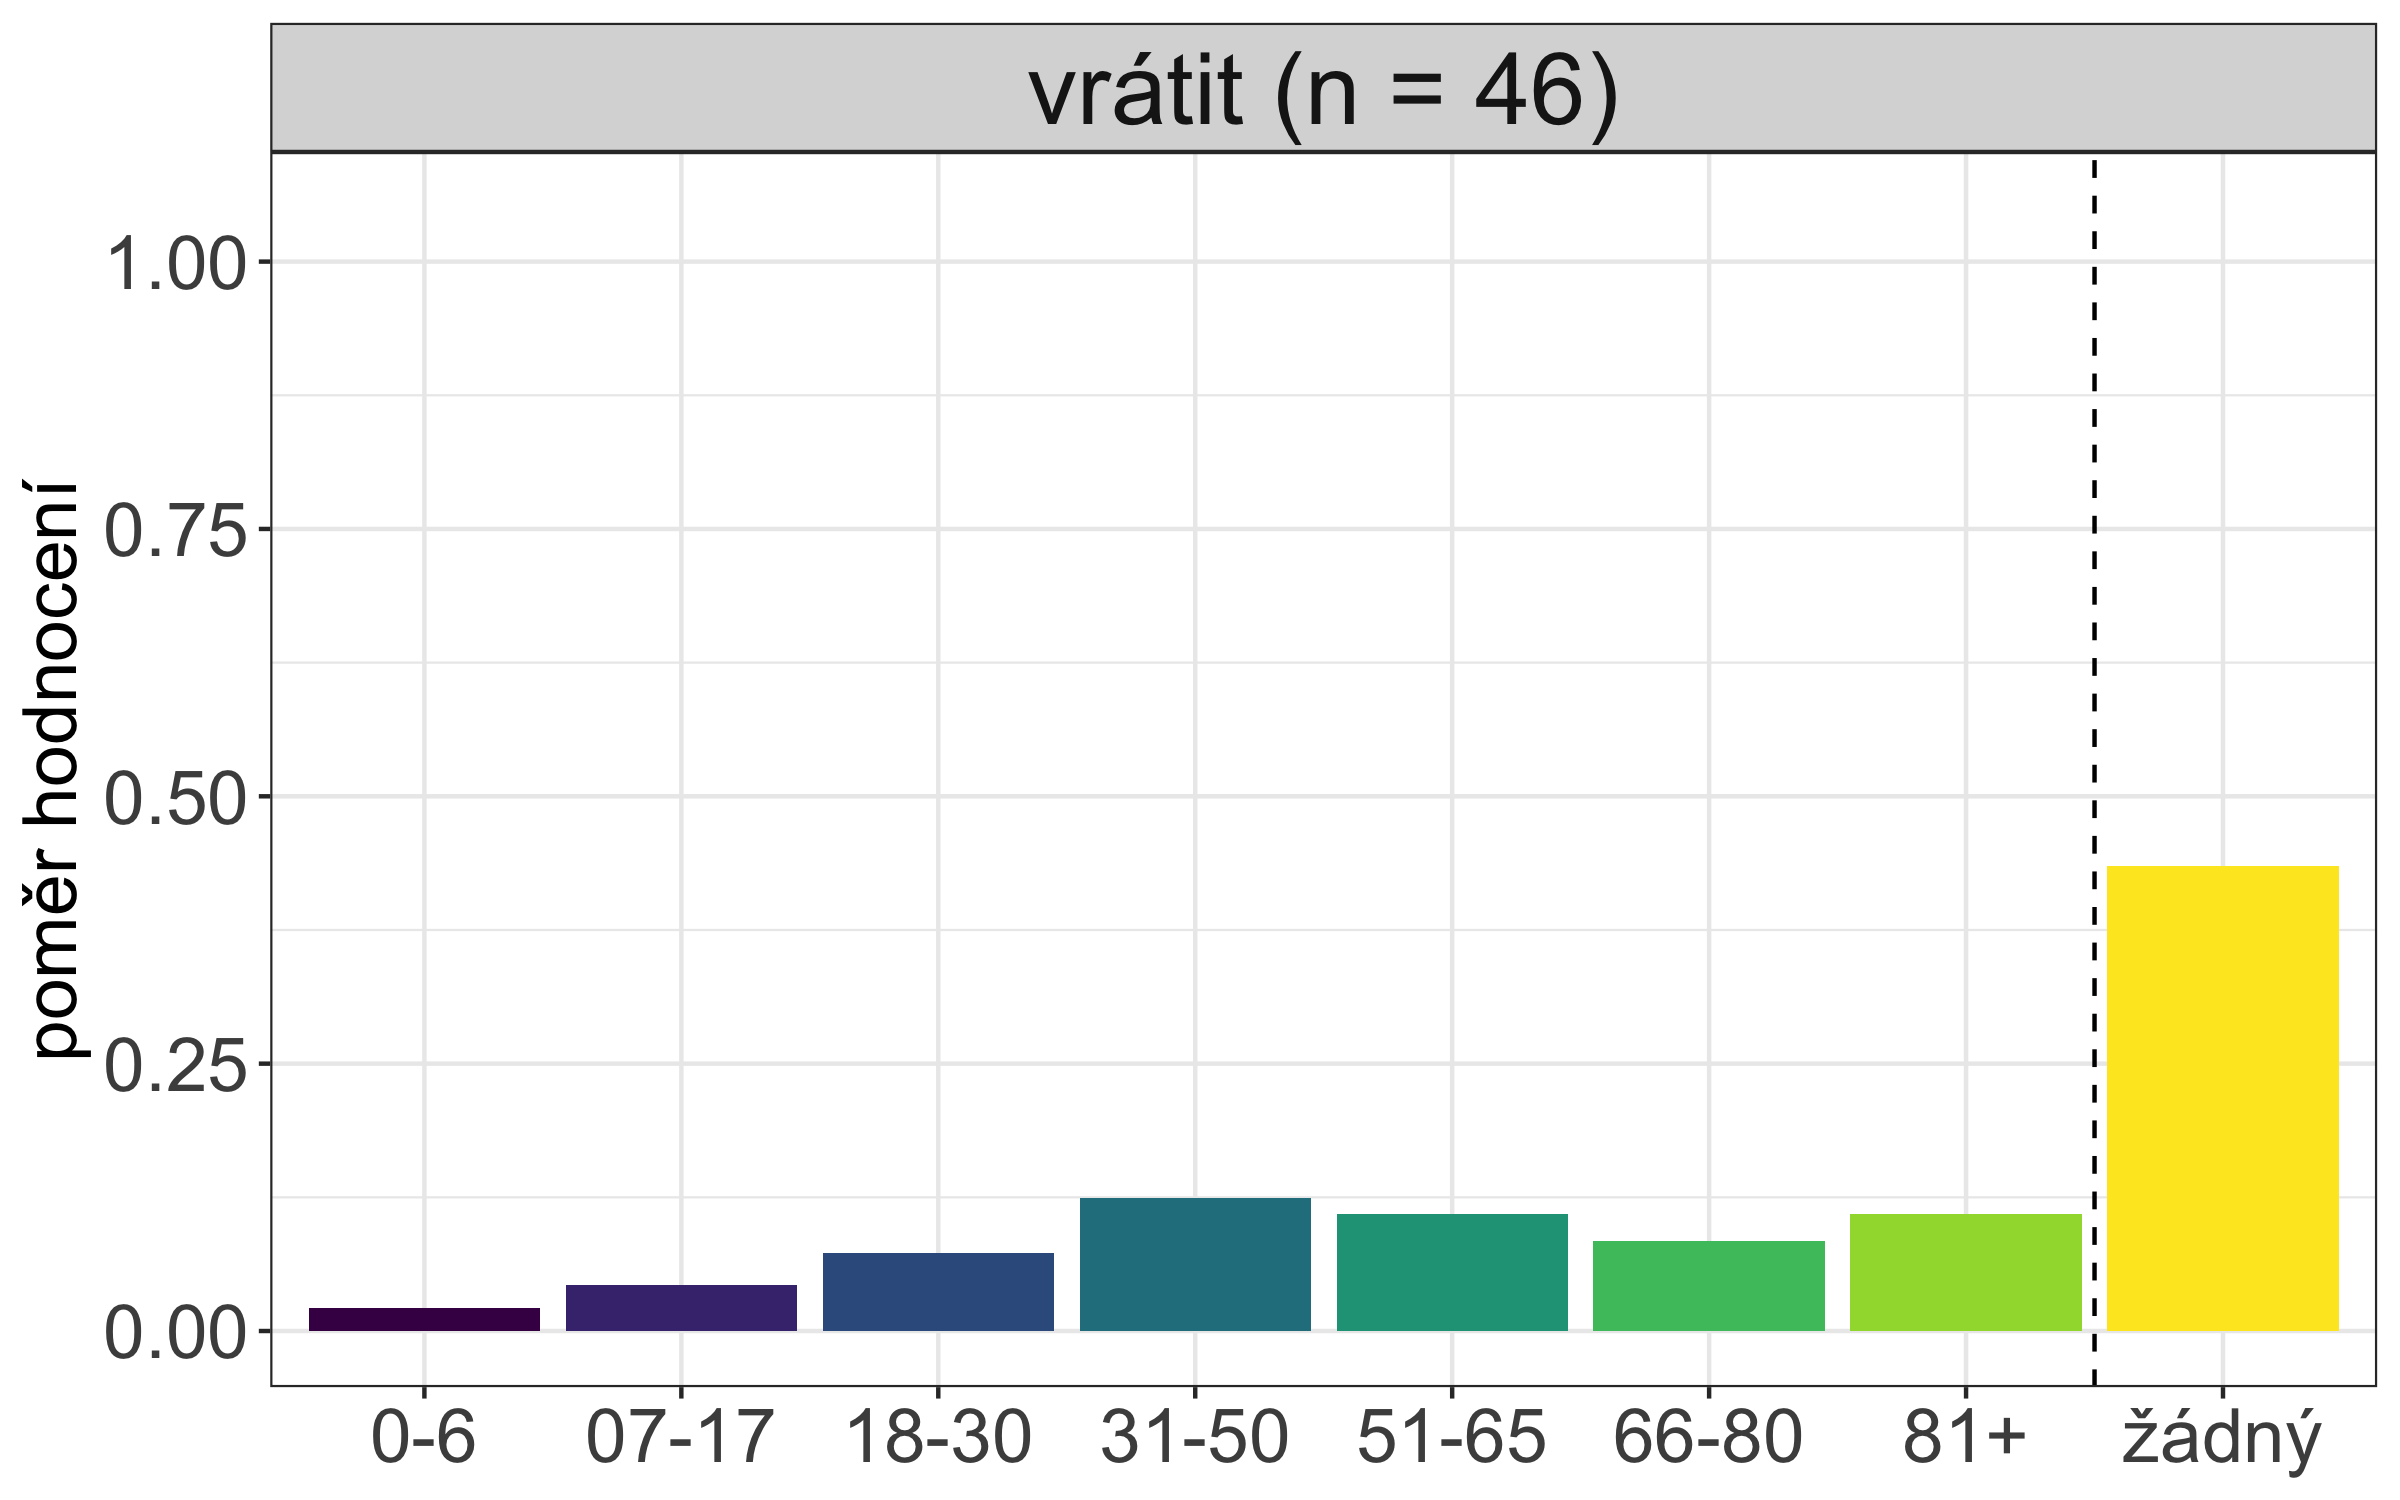 vrátit (n = 46)
poměr hodnocení
1.00
0.75
0.50
0.25
0.00
0-6 07-17 18-30 31-50 51-65 66-80 81+ žádný